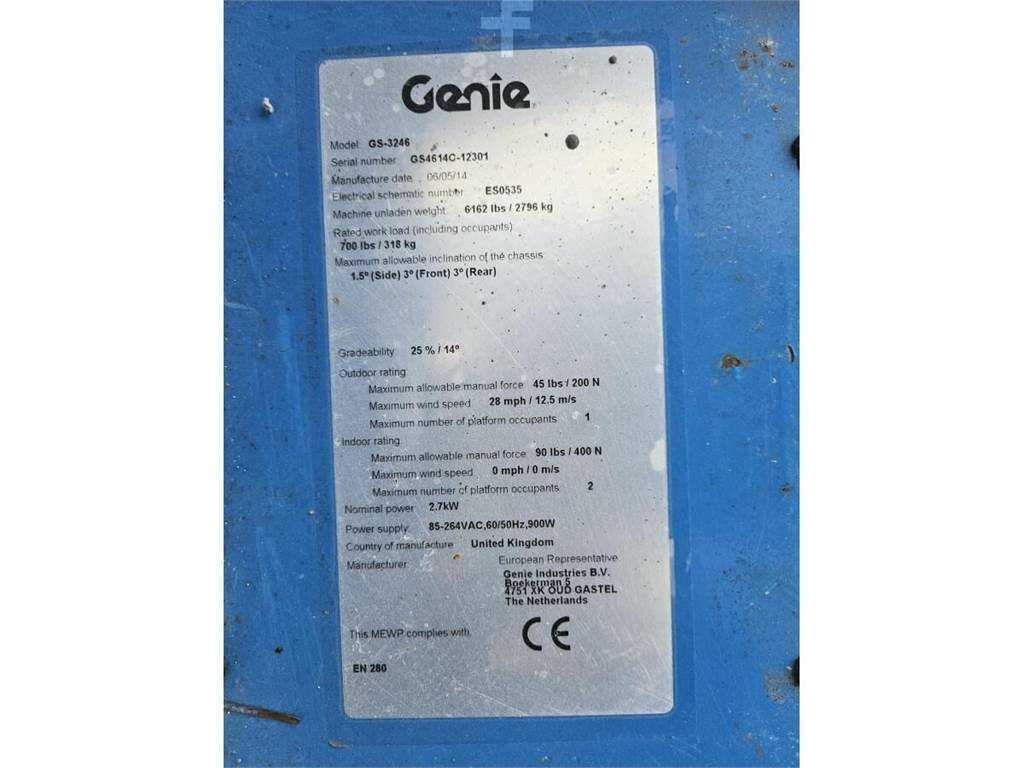 Genie
Model: GS-3246
Serial number: GS4614C-12301
Manufacture date: 06/05/14
Electrical schematic number: ES0535
Machine unladen weight: 6162 lbs / 2796 kg
Rated work load (including occupants):
700 lbs / 318 kg
Maximum allowable inclination of the chassis:
1.5º (Side) 3º (Front) 3º (Rear)
Gradeability: 25 % / 14º
Outdoor rating:
Maximum allowable manual force: 45 lbs / 200 N
Maximum wind speed: 28 mph / 12.5 m/s
Maximum number of platform occupants: 1
Indoor rating:
Maximum allowable manual force: 90 lbs / 400 N
Maximum wind speed: 0 mph / 0 m/s
Maximum number of platform occupants: 2
Nominal power: 2.7kW
Power supply: 85-264VAC,60/50Hz,900W
Country of manufacture: United Kingdom
Manufacturer: European Representative:
Genie Industries B.V.
Boekerman 5
4751 XK OUD GASTEL
The Netherlands
This MEWP complies with:
CE
EN 280